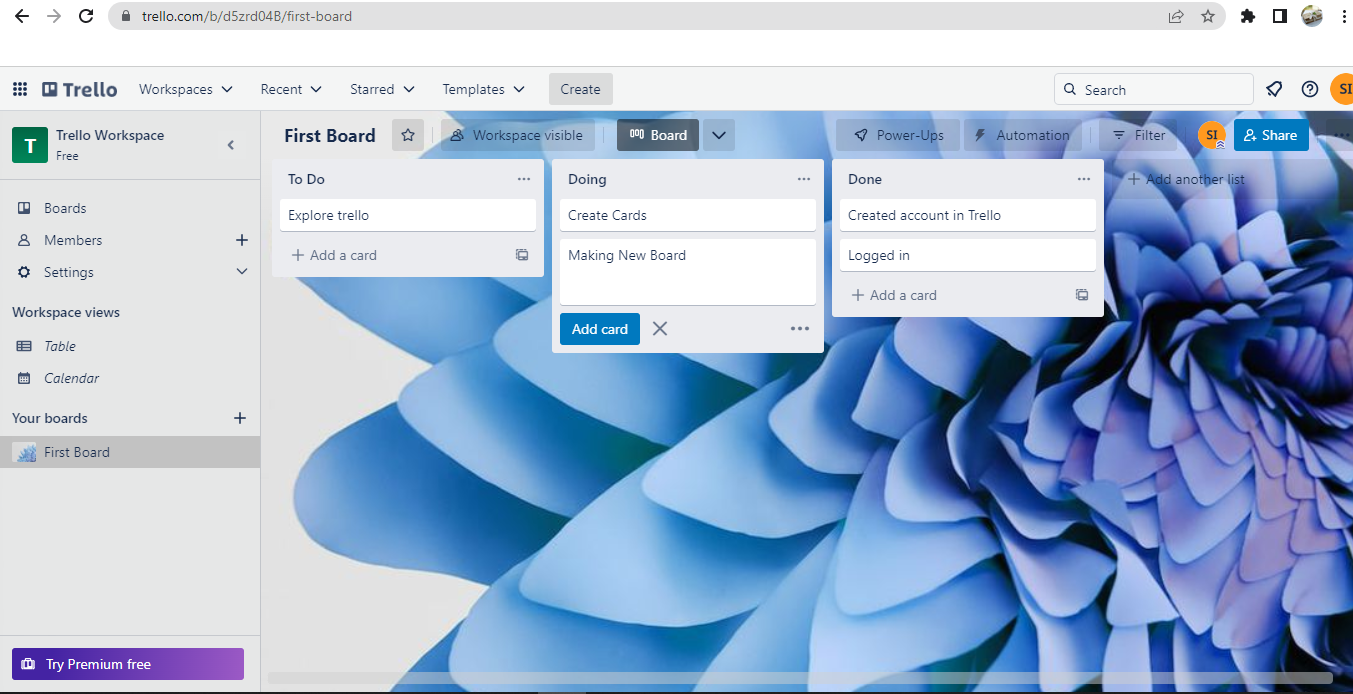 trello.com/b/d5zrd04B/first-board
Trello
Workspaces
Recent
Starred
Templates
Create
Search
SI
T
Trello Workspace
Free
Boards
Members
Settings
Workspace views
Table
Calendar
Your boards
First Board
Try Premium free
First Board
Workspace visible
Board
Power-Ups
Automation
Filter
SI
Share
To Do
Explore trello
Add a card
Doing
Create Cards
Making New Board
Add card
Done
Created account in Trello
Logged in
Add a card
Add another list